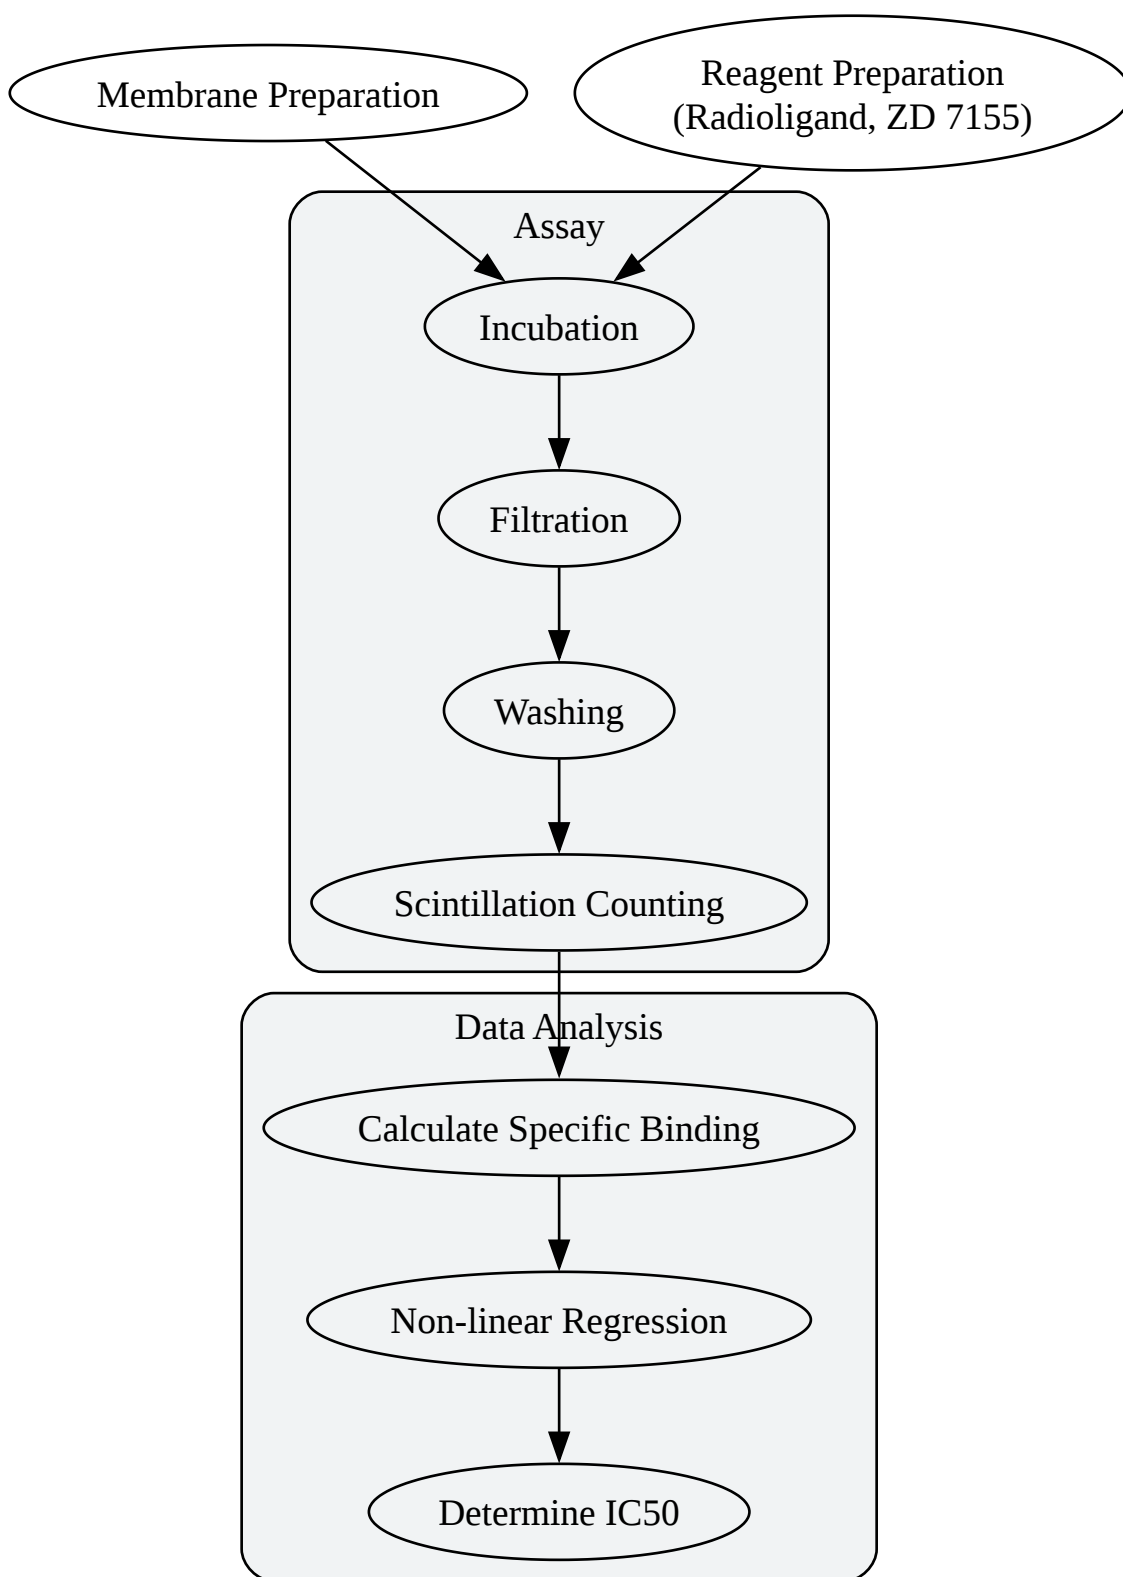 Membrane Preparation
Reagent Preparation
(Radioligand, ZD 7155)
Assay
Incubation
Filtration
Washing
Scintillation Counting
Data Analysis
Calculate Specific Binding
Non-linear Regression
Determine IC50